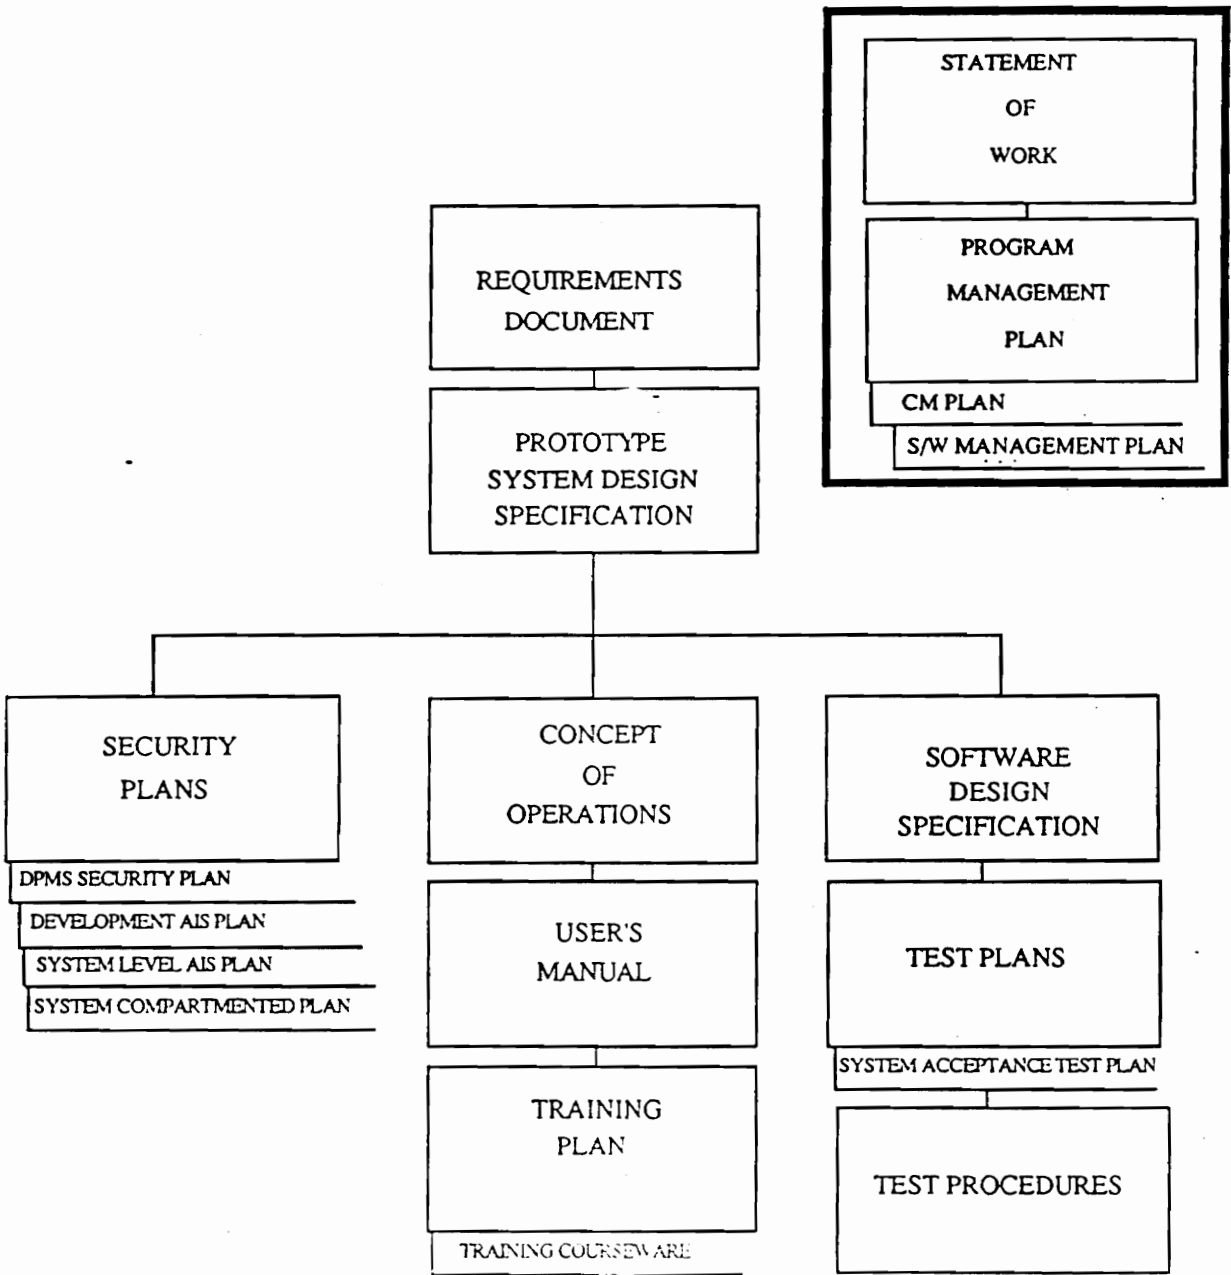 STATEMENT
OF
WORK
PROGRAM
MANAGEMENT
PLAN
CM PLAN
S/W MANAGEMENT PLAN
REQUIREMENTS
DOCUMENT
PROTOTYPE
SYSTEM DESIGN
SPECIFICATION
SECURITY
PLANS
DPMS SECURITY PLAN
DEVELOPMENT AIS PLAN
SYSTEM LEVEL AIS PLAN
SYSTEM COMPARTMENTED PLAN
CONCEPT
OF
OPERATIONS
USER'S
MANUAL
TRAINING
PLAN
TRAINING COURSEWARE
SOFTWARE
DESIGN
SPECIFICATION
TEST PLANS
SYSTEM ACCEPTANCE TEST PLAN
TEST PROCEDURES